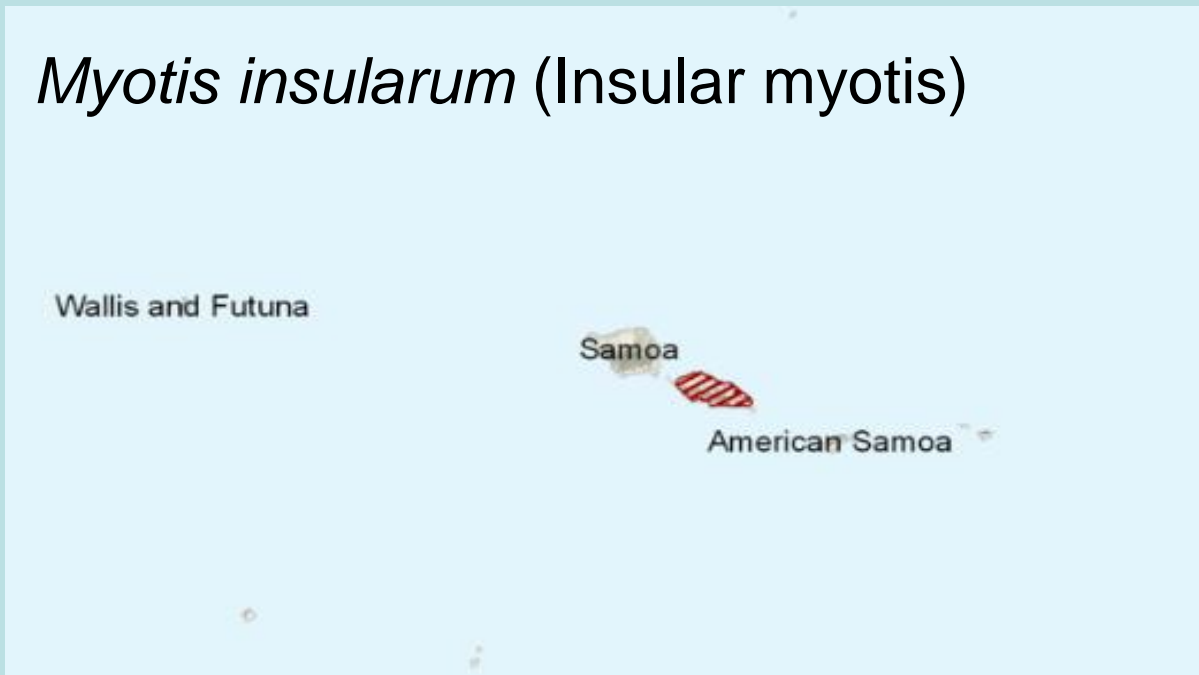 Myotis insularum (Insular myotis)
Wallis and Futuna
Samoa
American Samoa